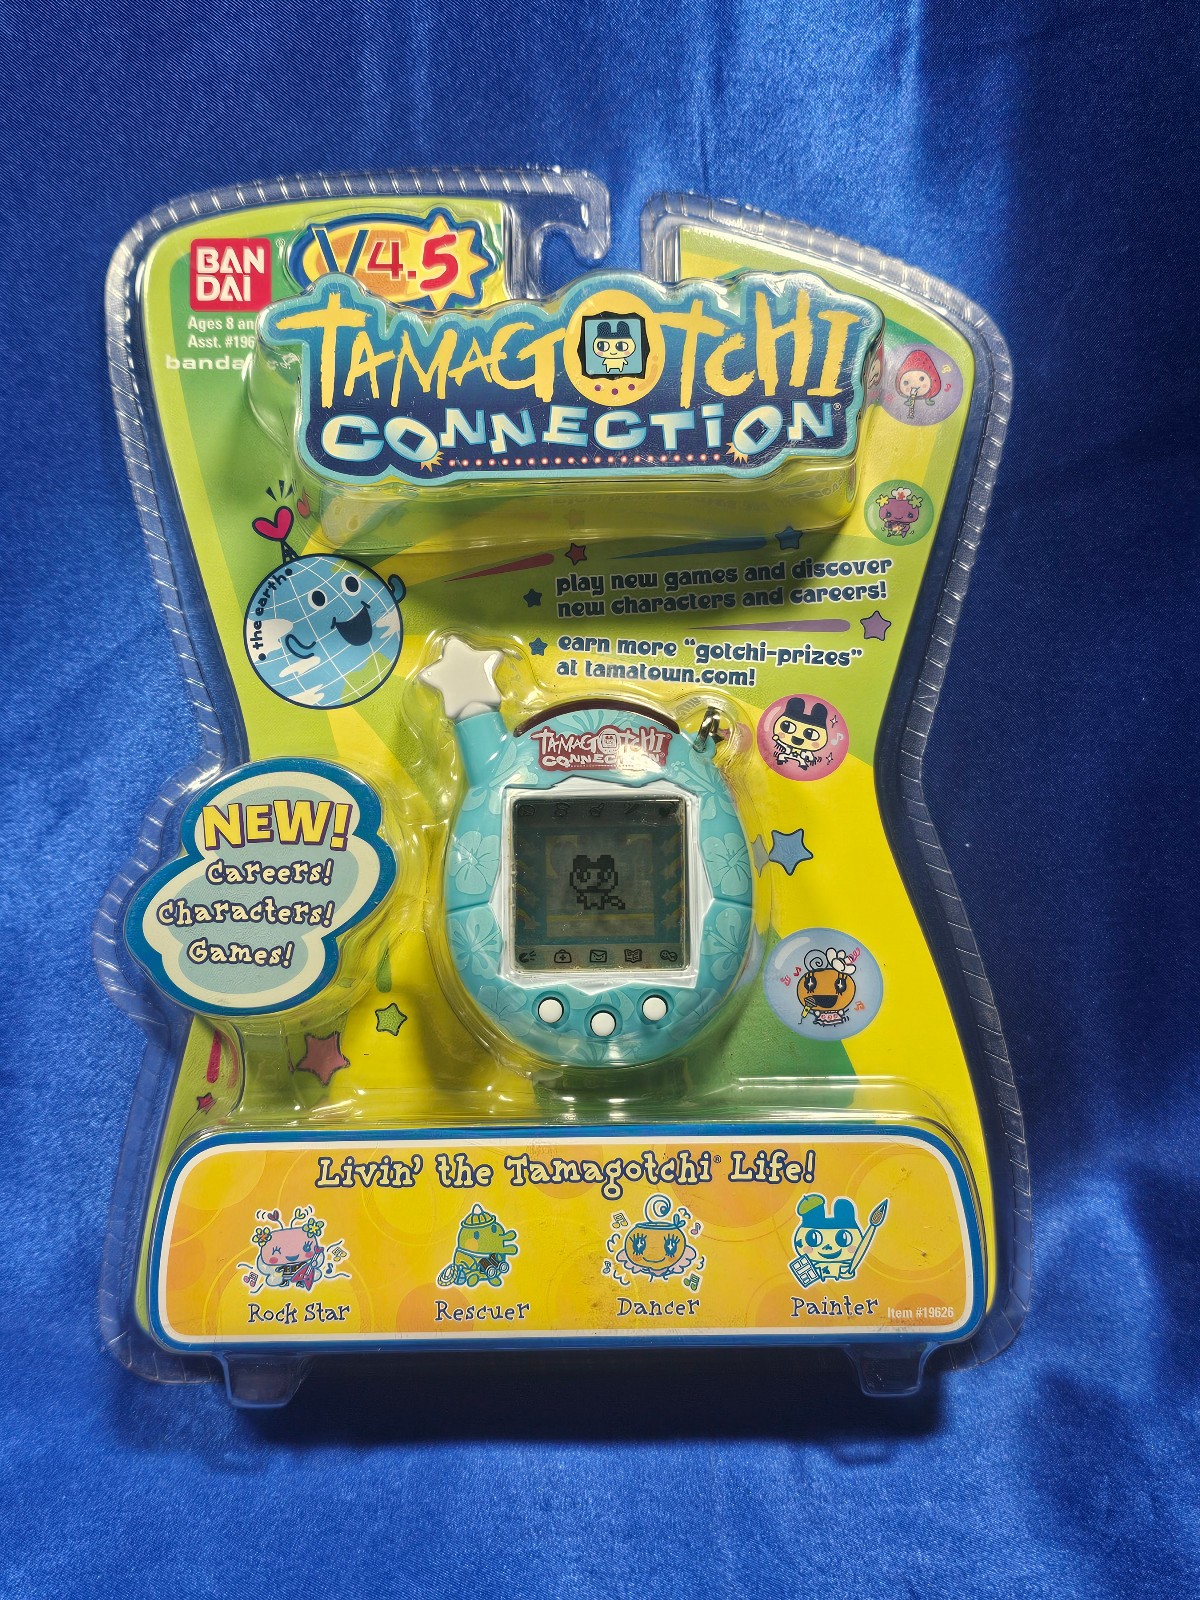 V4.5
BAN
DAI
Ages 8 an
Asst. #196
banda
TAMAGOTCHI
CONNECTION
play new games and discover
new characters and careers!
earn more "gotchi-prizes"
at tamatown.com!
• the earth •
TAMAGOTCHI
CONNECTION
NEW!
Careers!
Characters!
Games!
Livin' the Tamagotchi® Life!
Rock Star
Rescuer
Dancer
Painter
Item #19626